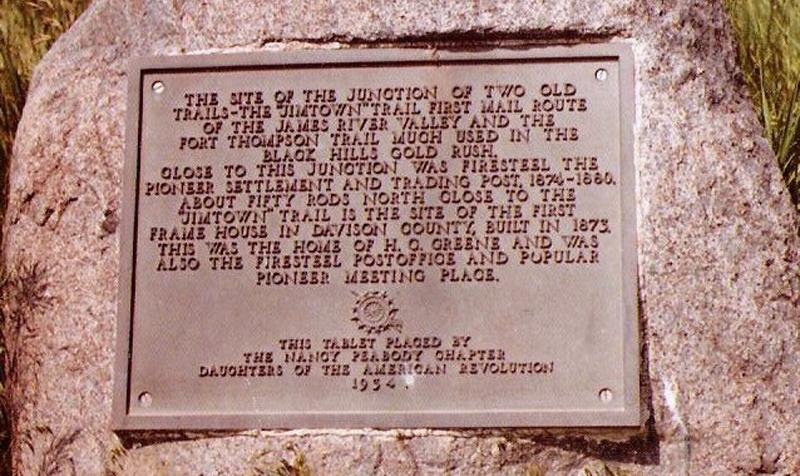 THE SITE OF THE JUNCTION OF TWO OLD
TRAILS-THE "JIMTOWN" TRAIL FIRST MAIL ROUTE
OF THE JAMES RIVER VALLEY AND THE
FORT THOMPSON TRAIL MUCH USED IN THE
BLACK HILLS GOLD RUSH.
CLOSE TO THIS JUNCTION WAS FIRESTEEL THE
PIONEER SETTLEMENT AND TRADING POST, 1874-1880.
ABOUT FIFTY RODS NORTH CLOSE TO THE
"JIMTOWN" TRAIL IS THE SITE OF THE FIRST
FRAME HOUSE IN DAVISON COUNTY, BUILT IN 1873.
THIS WAS THE HOME OF H. C. GREENE AND WAS
ALSO THE FIRESTEEL POSTOFFICE AND POPULAR
PIONEER MEETING PLACE.
THIS TABLET PLACED BY
THE NANCY PEABODY CHAPTER
DAUGHTERS OF THE AMERICAN REVOLUTION
1934.